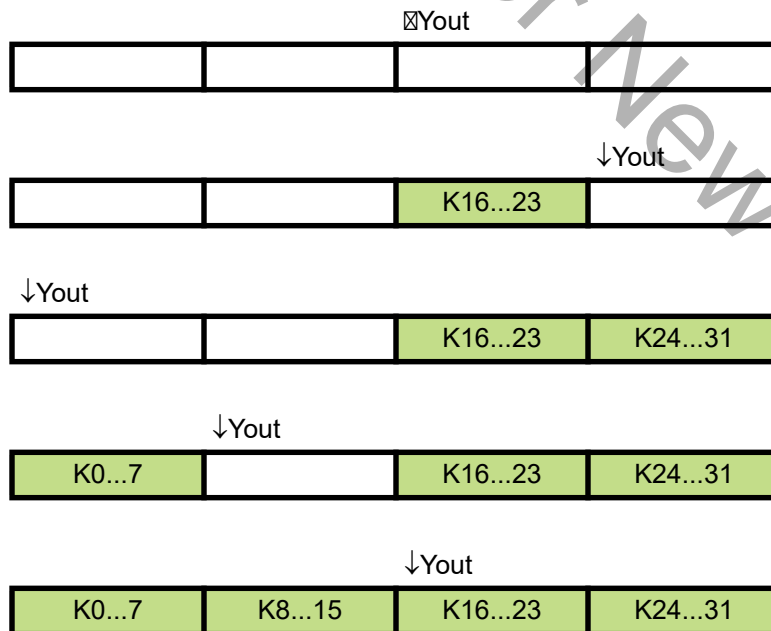 ☒Yout
↓Yout
K16...23
↓Yout
K16...23 K24...31
↓Yout
K0...7 K16...23 K24...31
↓Yout
K0...7 K8...15 K16...23 K24...31
r New